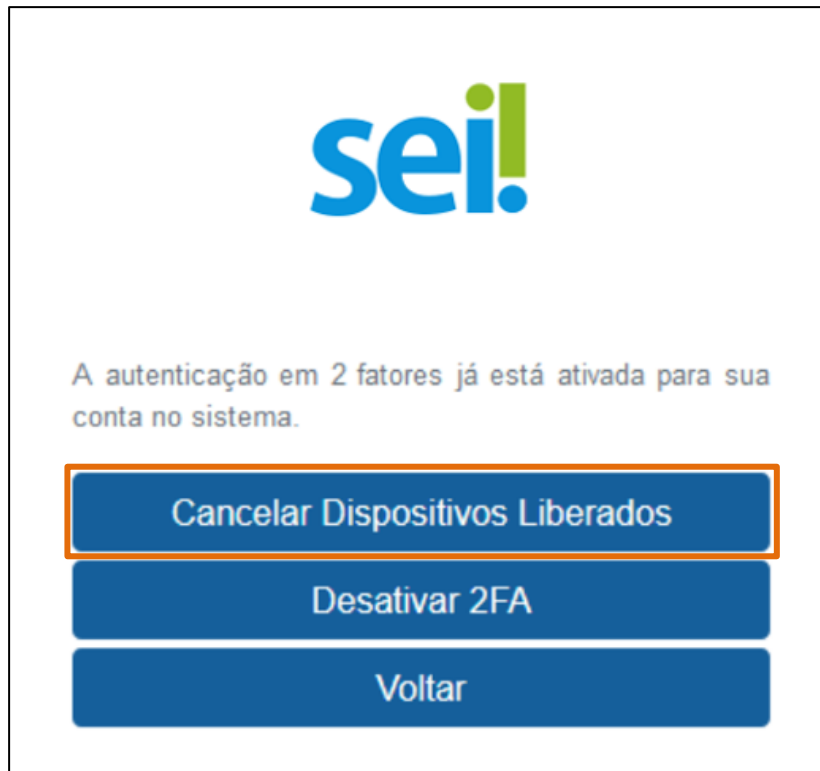 sei!
A autenticação em 2 fatores já está ativada para sua
conta no sistema.
Cancelar Dispositivos Liberados
Desativar 2FA
Voltar